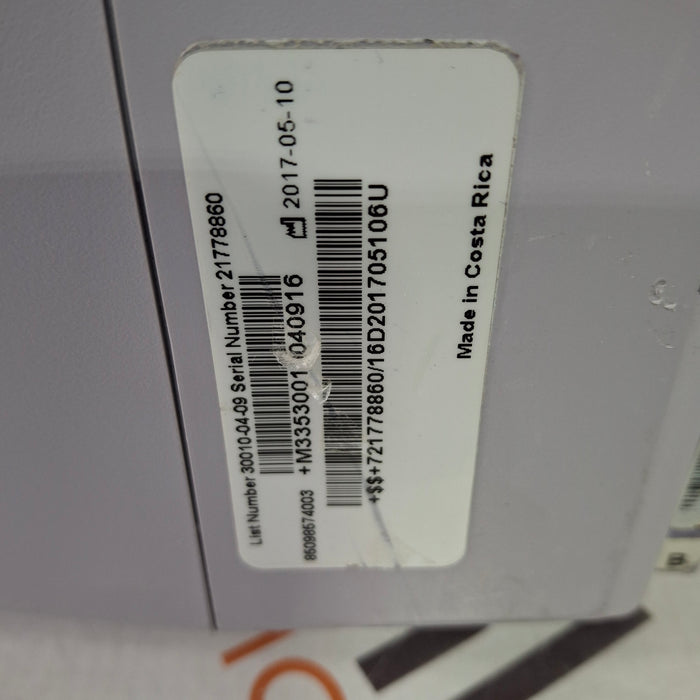 List Number 30010-04-09 Serial Number 21778860
+M3353001 040916
86098674003
2017-05-10
+$$+721778860/16D201705106U
Made in Costa Rica